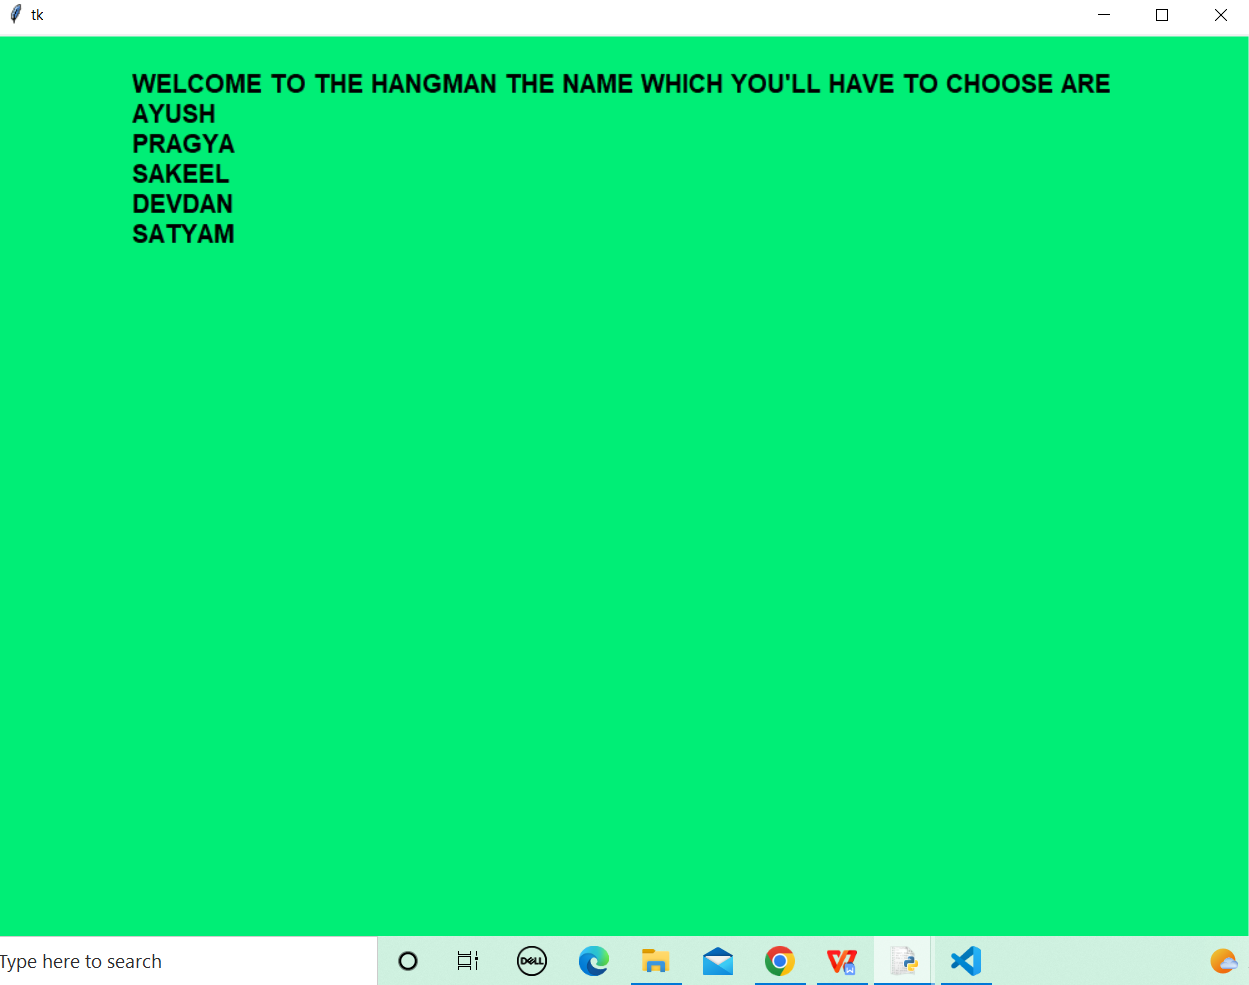 tk
WELCOME TO THE HANGMAN THE NAME WHICH YOU'LL HAVE TO CHOOSE ARE
AYUSH
PRAGYA
SAKEEL
DEVDAN
SATYAM
Type here to search
DELL
W